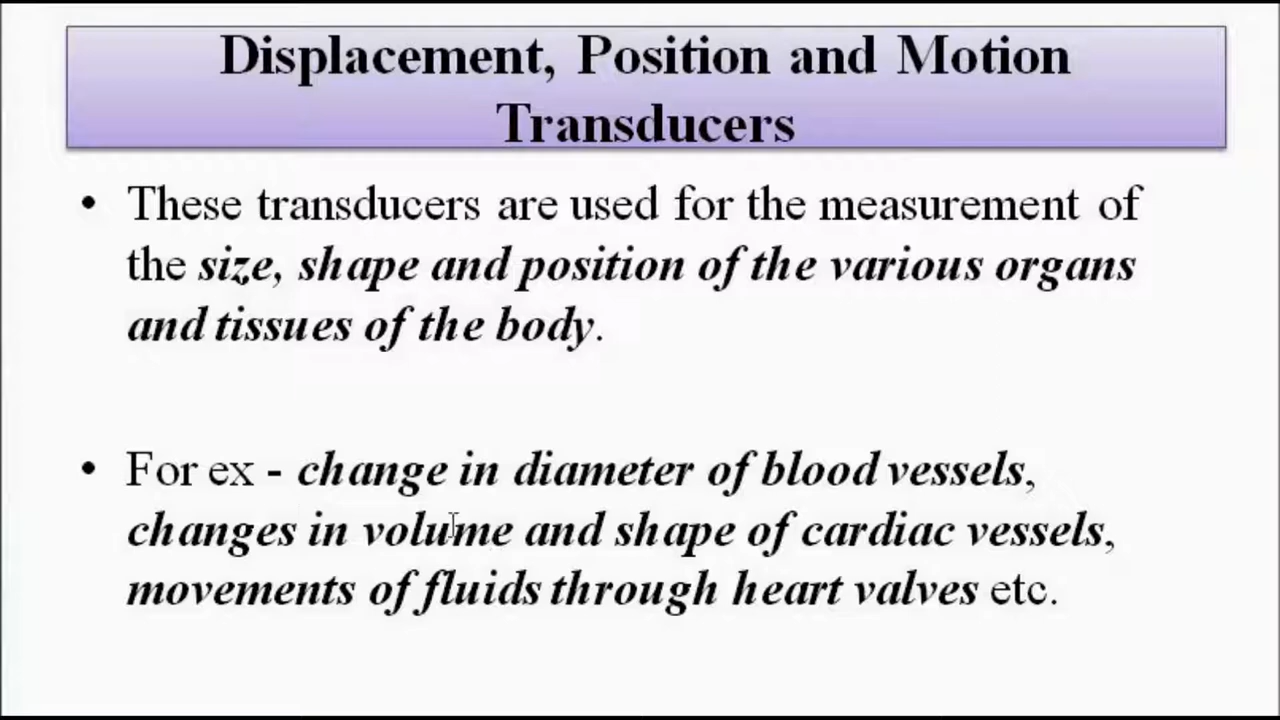 Displacement, Position and Motion
Transducers
• These transducers are used for the measurement of
the size, shape and position of the various organs
and tissues of the body.
• For ex - change in diameter of blood vessels,
changes in volume and shape of cardiac vessels,
movements of fluids through heart valves etc.